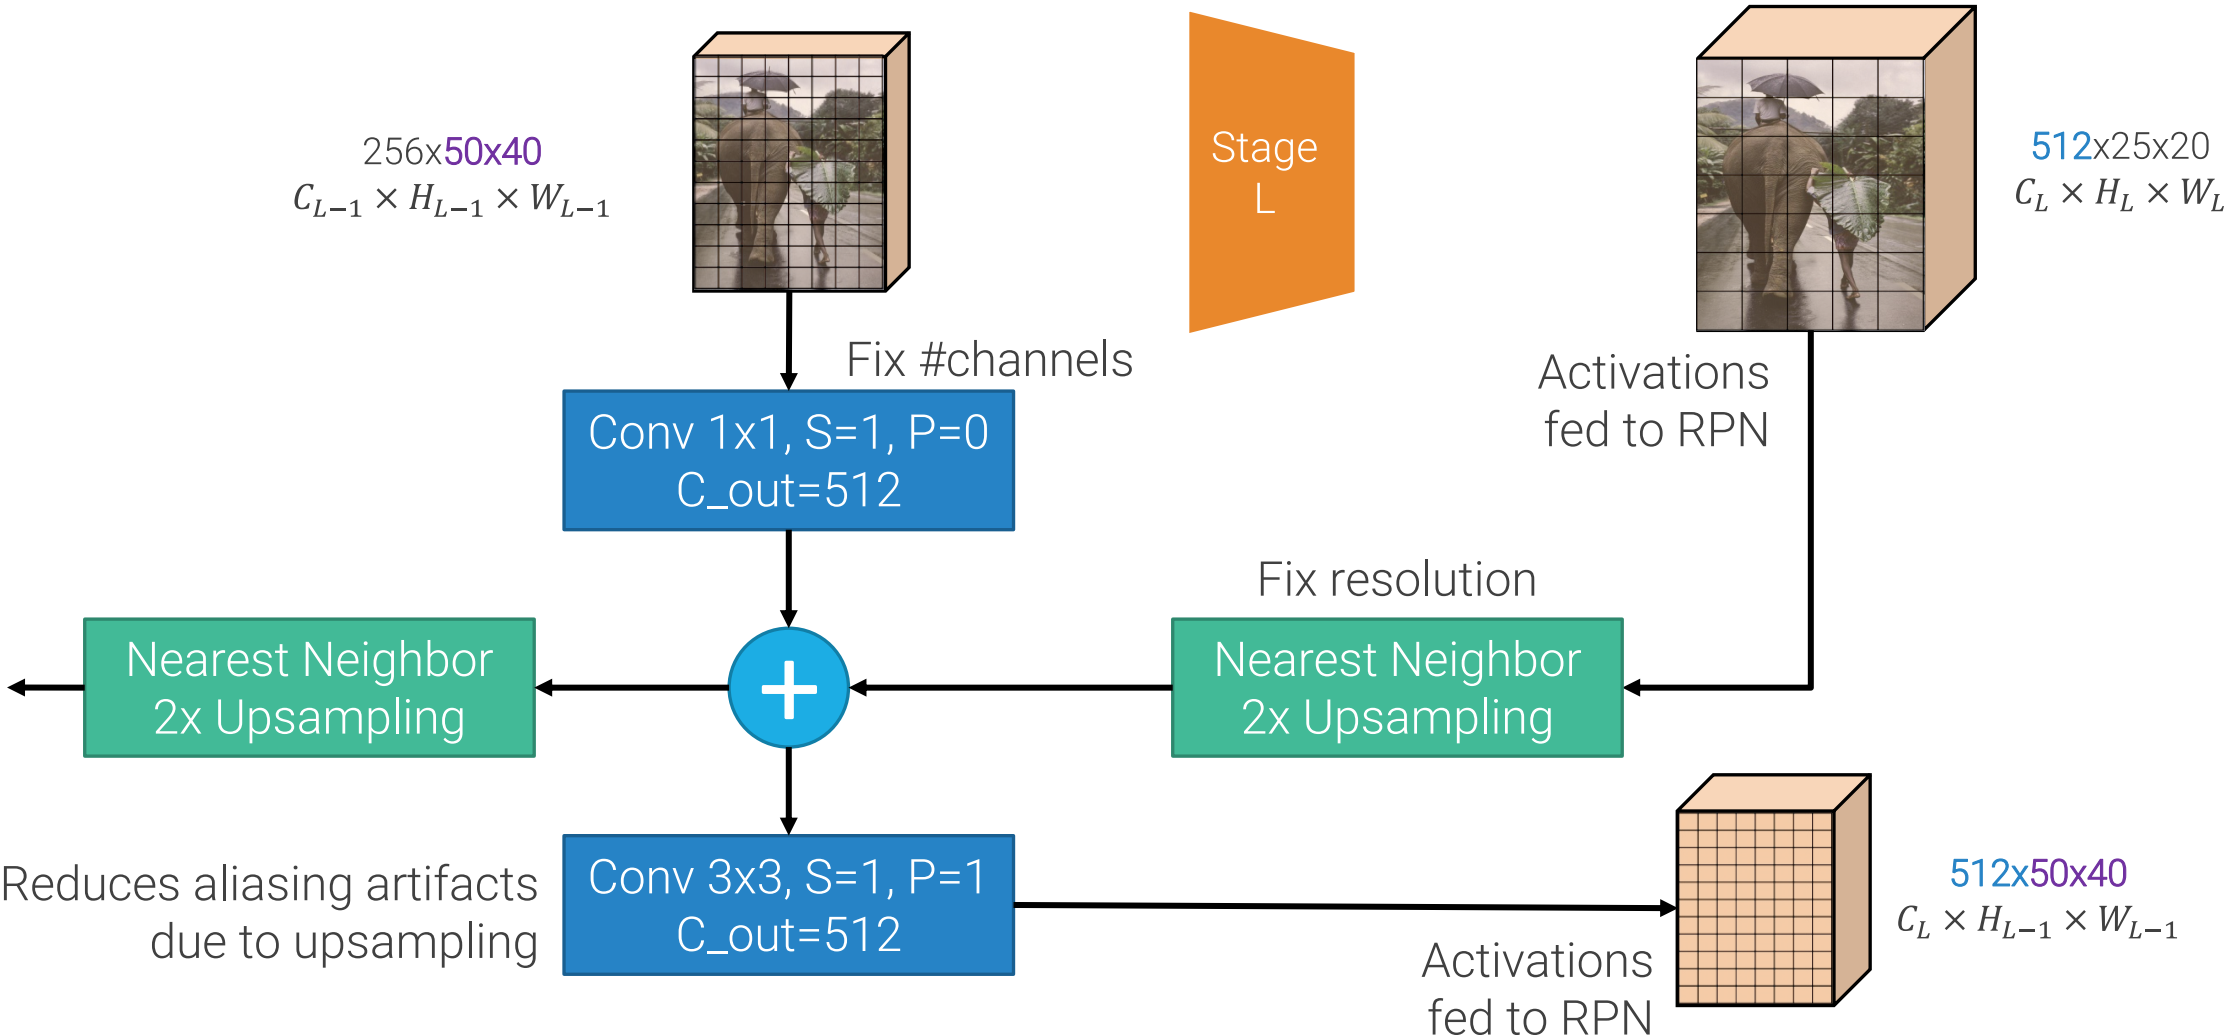 256x50x40
C_{L−1} × H_{L−1} × W_{L−1}
Stage
L
512x25x20
C_L × H_L × W_L
Fix #channels
Activations
fed to RPN
Conv 1x1, S=1, P=0
C_out=512
Fix resolution
Nearest Neighbor
2x Upsampling
+
Nearest Neighbor
2x Upsampling
Reduces aliasing artifacts
due to upsampling
Conv 3x3, S=1, P=1
C_out=512
Activations
fed to RPN
512x50x40
C_L × H_{L−1} × W_{L−1}